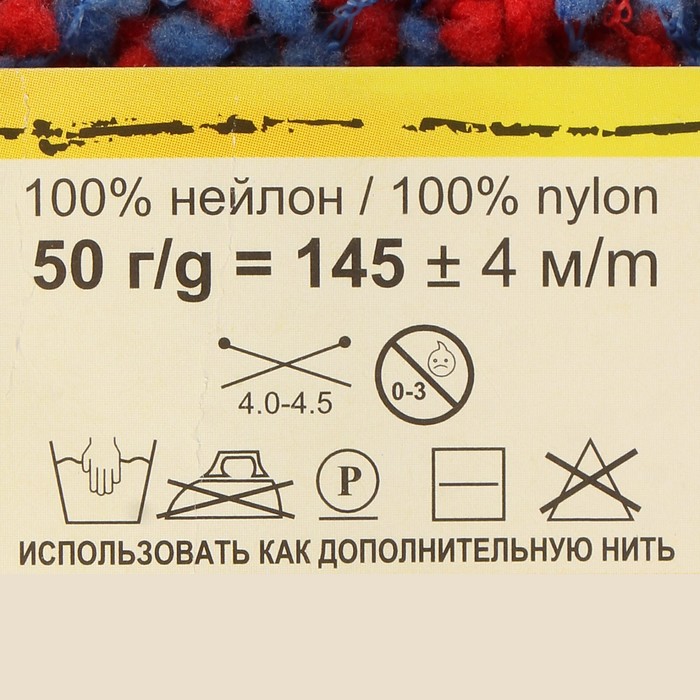 100% нейлон / 100% nylon
50 г/g = 145 ± 4 м/m
4.0-4.5
0-3
P
ИСПОЛЬЗОВАТЬ КАК ДОПОЛНИТЕЛЬНУЮ НИТЬ